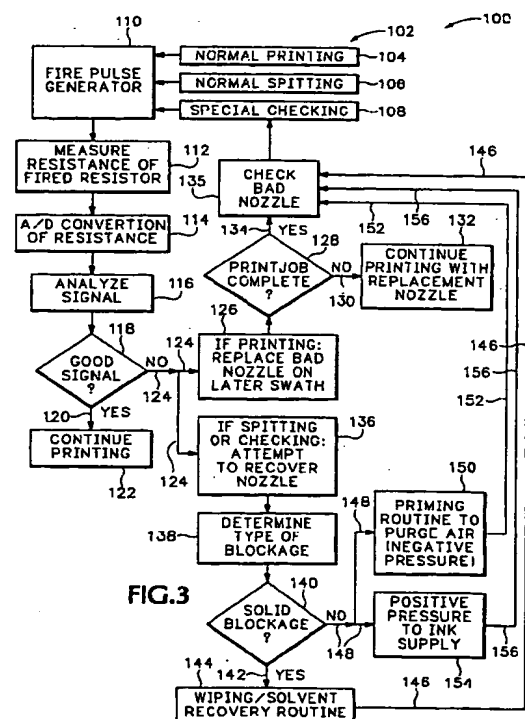 110
102
100
FIRE PULSE
GENERATOR
NORMAL PRINTING
104
NORMAL SPITTING
106
SPECIAL CHECKING
108
MEASURE
RESISTANCE OF
FIRED RESISTOR
112
A/D CONVERTION
OF RESISTANCE
114
ANALYZE
SIGNAL
116
118
GOOD
SIGNAL
?
NO
124
120
YES
CONTINUE
PRINTING
122
CHECK
BAD
NOZZLE
135
146
156
152
134
YES
128
PRINTJOB
COMPLETE
?
NO
130
132
CONTINUE
PRINTING WITH
REPLACEMENT
NOZZLE
126
124
IF PRINTING:
REPLACE BAD
NOZZLE ON
LATER SWATH
146
156
152
124
IF SPITTING
OR CHECKING:
ATTEMPT
TO RECOVER
NOZZLE
136
138
DETERMINE
TYPE OF
BLOCKAGE
148
150
PRIMING
ROUTINE TO
PURGE AIR
(NEGATIVE
PRESSURE)
FIG.3
140
SOLID
BLOCKAGE
?
NO
148
POSITIVE
PRESSURE
TO INK
SUPPLY
154
156
144
142
YES
WIPING/SOLVENT
RECOVERY ROUTINE
146